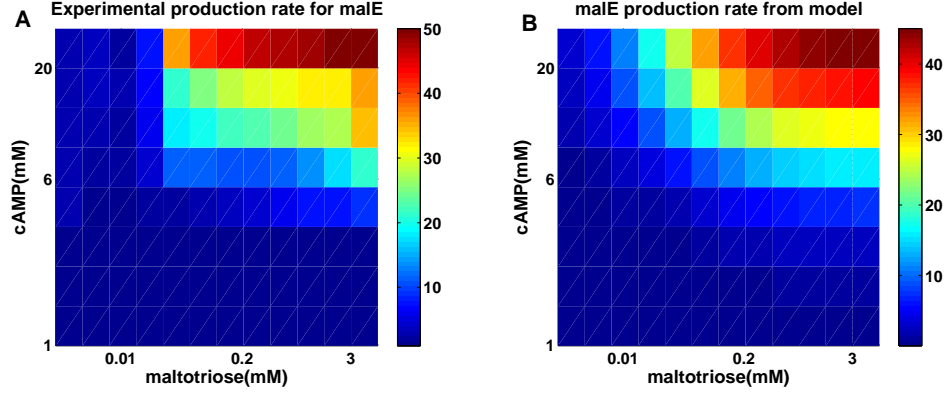 A
Experimental production rate for malE
20
6
1
cAMP(mM)
0.01
0.2
3
maltotriose(mM)
50
40
30
20
10
B
malE production rate from model
20
6
1
cAMP(mM)
0.01
0.2
3
maltotriose(mM)
40
30
20
10